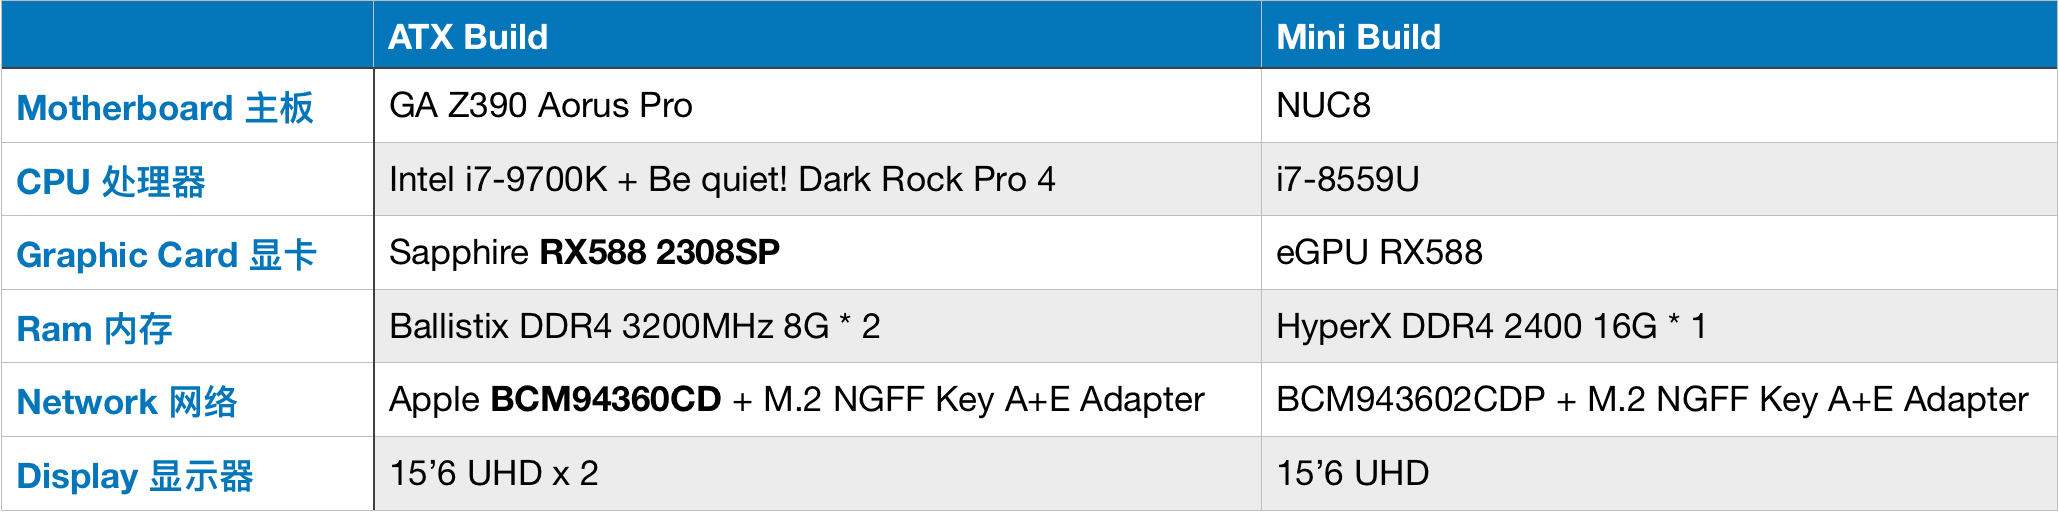 ATX Build Mini Build
Motherboard 主板 GA Z390 Aorus Pro NUC8
CPU 处理器 Intel i7-9700K + Be quiet! Dark Rock Pro 4 i7-8559U
Graphic Card 显卡 Sapphire RX588 2308SP eGPU RX588
Ram 内存 Ballistix DDR4 3200MHz 8G * 2 HyperX DDR4 2400 16G * 1
Network 网络 Apple BCM94360CD + M.2 NGFF Key A+E Adapter BCM943602CDP + M.2 NGFF Key A+E Adapter
Display 显示器 15’6 UHD x 2 15’6 UHD